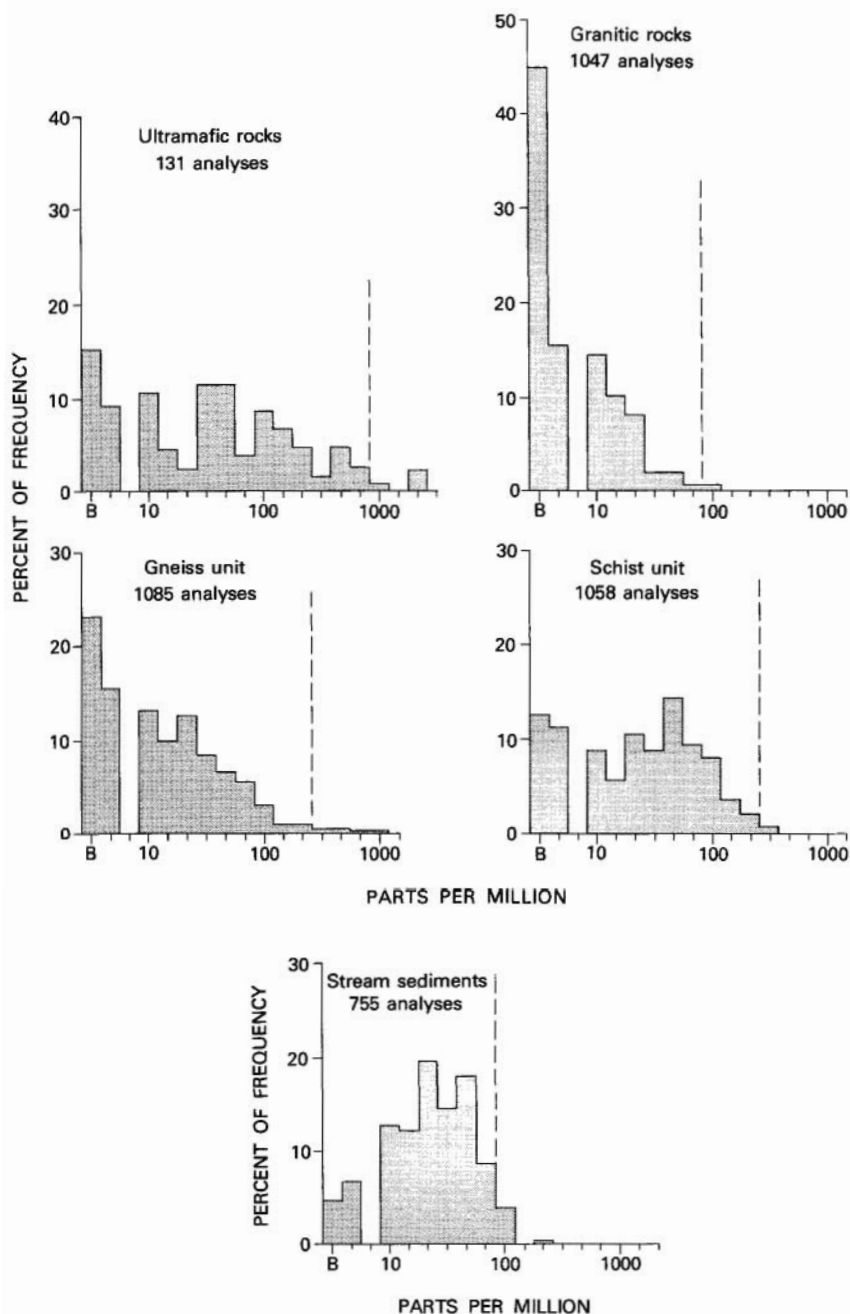 Granitic rocks
1047 analyses
50
40
30
20
10
0
B
10
100
1000
Ultramafic rocks
131 analyses
40
30
20
10
0
B
10
100
1000
PERCENT OF FREQUENCY
Gneiss unit
1085 analyses
30
20
10
0
B
10
100
1000
Schist unit
1058 analyses
30
20
10
0
B
10
100
1000
PARTS PER MILLION
Stream sediments
755 analyses
30
20
10
0
B
10
100
1000
PERCENT OF FREQUENCY
PARTS PER MILLION